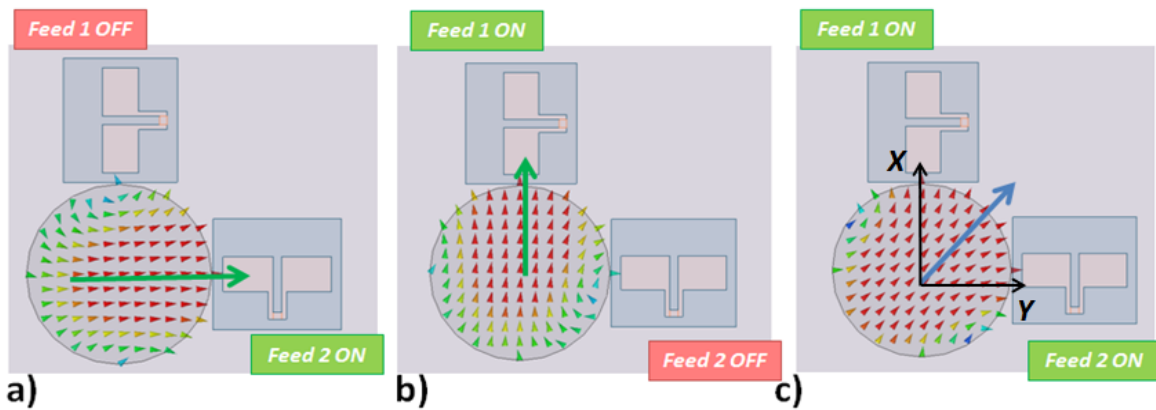 Feed 1 OFF
Feed 2 ON
a)
Feed 1 ON
Feed 2 OFF
b)
Feed 1 ON
X
Y
Feed 2 ON
c)